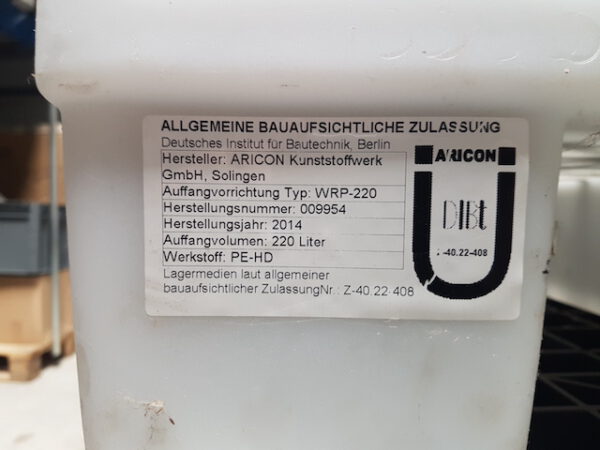 ALLGEMEINE BAUAUFSICHTLICHE ZULASSUNG
Deutsches Institut für Bautechnik, Berlin
Hersteller: ARICON Kunststoffwerk
GmbH, Solingen
Auffangvorrichtung Typ: WRP-220
Herstellungsnummer: 009954
Herstellungsjahr: 2014
Auffangvolumen: 220 Liter
Werkstoff: PE-HD
Lagermedien laut allgemeiner
bauaufsichtlicher ZulassungNr.: Z-40.22-408
ARICON
DIBt
Z-40.22-408